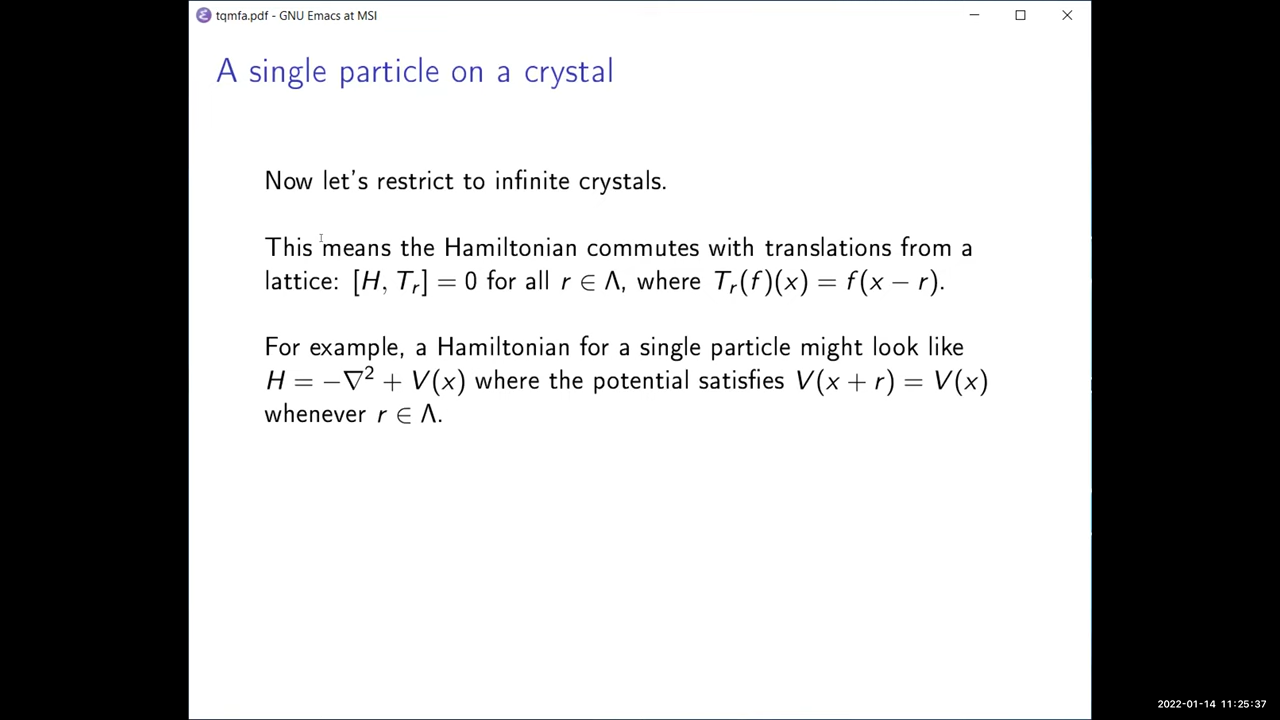 tqmfa.pdf - GNU Emacs at MSI
A single particle on a crystal
Now let's restrict to infinite crystals.
This means the Hamiltonian commutes with translations from a
lattice: [H, Tᵣ] = 0 for all r ∈ Λ, where Tᵣ(f)(x) = f(x − r).
For example, a Hamiltonian for a single particle might look like
H = −∇² + V(x) where the potential satisfies V(x + r) = V(x)
whenever r ∈ Λ.
2022-01-14 11:25:37